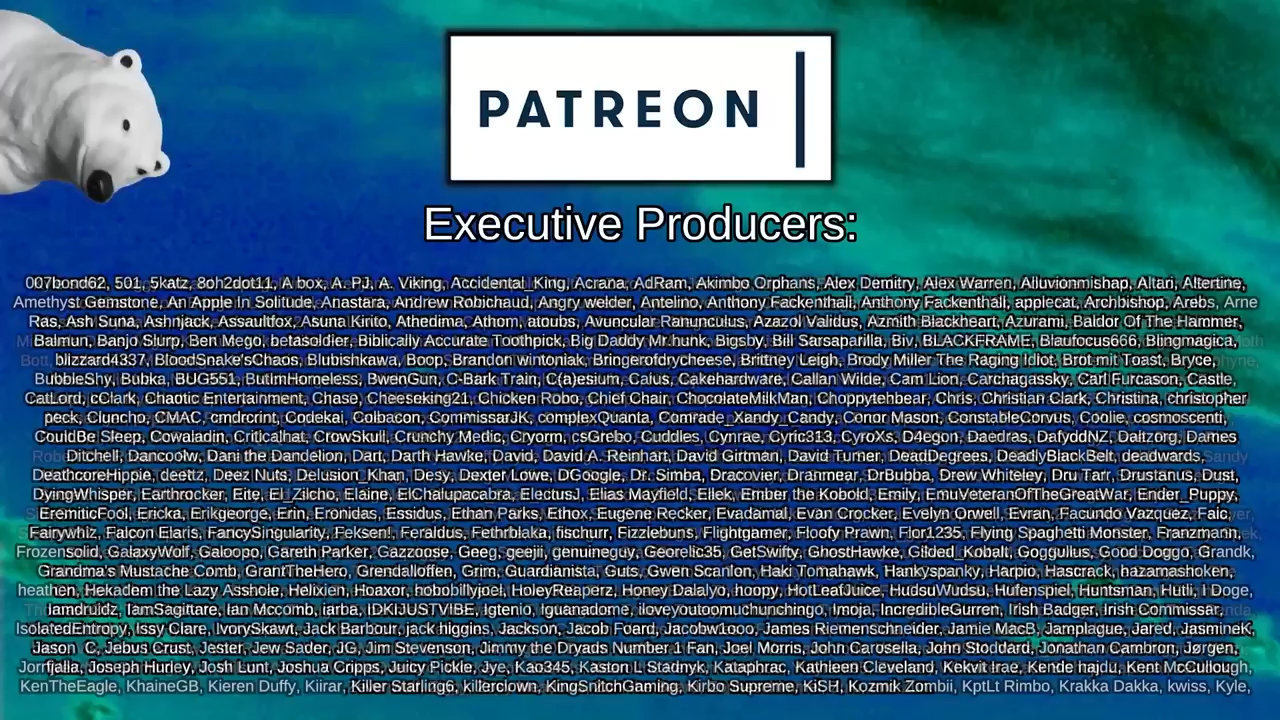 PATREON
Executive Producers:
007bond62, 501, 5katz, 8oh2dot11, A box, A. PJ, A. Viking, Accidental_King, Acrana, AdRam, Akimbo Orphans, Alex Demitry, Alex Warren, Alluvionmishap, Altari, Altertine,
Amethyst Gemstone, An Apple In Solitude, Anastara, Andrew Robichaud, Angry welder, Antelino, Anthony Fackenthall, Anthony Fackenthall, applecat, Archbishop, Arebs, Arne
Ras, Ash Suna, Ashnjack, Assaultfox, Asuna Kirito, Athedima, Athom, atoubs, Avuncular Ranunculus, Azazol Validus, Azmith Blackheart, Azurami, Baldor Of The Hammer,
Balmun, Banjo Slurp, Ben Mego, betasoldier, Biblically Accurate Toothpick, Big Daddy Mr hunk, Bigsby, Bill Sarsaparilla, Biv, BLACKFRAME, Blaufocus666, Blingmagica,
blizzard4337, BloodSnake'sChaos, Blubishkawa, Boop, Brandon wintoniak, Bringerofdrycheese, Brittney Leigh, Brody Miller The Raging Idiot, Brot mit Toast, Bryce,
BubbleShy, Bubka, BUG551, ButImHomeless, BwenGun, C-Bark Train, C(a)esium, Caius, Cakehardware, Callan Wilde, Cam Lion, Carchagassky, Carl Furcason, Castle,
CatLord, cClark, Chaotic Entertainment, Chase, Cheeseking21, Chicken Robo, Chief Chair, ChocolateMilkMan, Choppytehbear, Chris, Christian Clark, Christina, christopher
peck, Cluncho, CMAC, cmdrcrint, Codekai, Colbacon, CommissarJK, complexQuanta, Comrade_Xandy_Candy, Conor Mason, ConstableCorvus, Coolie, cosmoscenti,
CouldBe Sleep, Cowaladin, Critical hat, CrowSkull, Crunchy Medic, Cryorm, csGrebo, Cuddles, Cynrae, Cyric313, CyroXs, D4egon, Daedras, DafyddNZ, Daltzorg, Dames
Ditchell, Dancolw, Dani the Dandelion, Dart, Darth Hawke, David, David A. Reinhart, David Girtman, David Turner, DeadDegrees, DeadlyBlackBelt, deadwards,
DeathcoreHippie, deettz, Deez Nuts, Delusion_Khan, Desy, Dexter Lowe, DGoogle, Dr. Simba, Dracovier, Dranmear, DrBubba, Drew Whiteley, Dru Tarr, Drustanus, Dust,
DyingWhisper, Earthrocker, Eite, El_Zilcho, Elaine, ElChalupacabra, ElectusJ, Elias Mayfield, Ellek, Ember the Kobold, Emily, EmuVeteranOfTheGreatWar, Ender_Puppy,
EremiticFool, Ericka, Erikgeorge, Erin, Eronidas, Essidus, Ethan Parks, Ethox, Eugene Recker, Evadamal, Evan Crocker, Evelyn Orwell, Evran, Facundo Vazquez, Faic,
Fairywhiz, Falcon Elaris, FancySingularity, Feksen!, Feraldus, Fethrblaka, fischurr, Fizzleburs, Flightgamer, Floofy Prawn, Flor1235, Flying Spaghetti Monster, Franzmann,
Frozensolid, GalaxyWolf, Galoopo, Gareth Parker, Gazzoose, Geeg, geejii, genuineguy, Georelic35, GetSwifty, GhostHawke, Gilded_Kobalt, Goggullus, Good Doggo, Grandk,
Grandma's Mustache Comb, GrantTheHero, Grendalloffen, Grim, Guardianista, Guts, Gwen Scanlon, Haki Tomahawk, Hankyspanky, Harpio, Hascrack, hazamashoken,
heathen, Hekadem the Lazy Asshole, Helixien, Hoaxor, hobobillyjoel, HoleyReaperz, Honey Dalalyo, hoopy, HotLeafJuice, HudsuWudsu, Hufenspiel, Huntsman, Hutli, I Doge,
Iamdruidz, IamSagittare, Ian Mccomb, iarba, IDKIJUSTVIBE, Igtenio, Iguanadome, iloveyoutoomuchunchingo, Imoja, IncredibleGurren, Irish Badger, Irish Commissar,
IsolatedEntropy, Issy Clare, IvorySkawt, Jack Barbour, jack higgins, Jackson, Jacob Foard, Jacobw1ooo, James Riemenschneider, Jamie MacB, Jamplague, Jared, JasmineK,
Jason C, Jebus Crust, Jester, Jew Sader, JG, Jim Stevenson, Jimmy the Dryads Number 1 Fan, Joel Morris, John Carosella, John Stoddard, Jonathan Cambron, Jørgen,
Jornfjalla, Joseph Hurley, Josh Lunt, Joshua Cripps, Juicy Pickle, Jye, Kao345, Kaston L Stadnyk, Kataphrac, Kathleen Cleveland, Kekvit Irae, Kende hajdu, Kent McCullough,
KenTheEagle, KhaineGB, Kieren Duffy, Kiirar, Killer Starling6, killerclown, KingSnitchGaming, Kirbo Supreme, KiSH, Kozmik Zombii, KptLt Rimbo, Krakka Dakka, kwiss, Kyle,